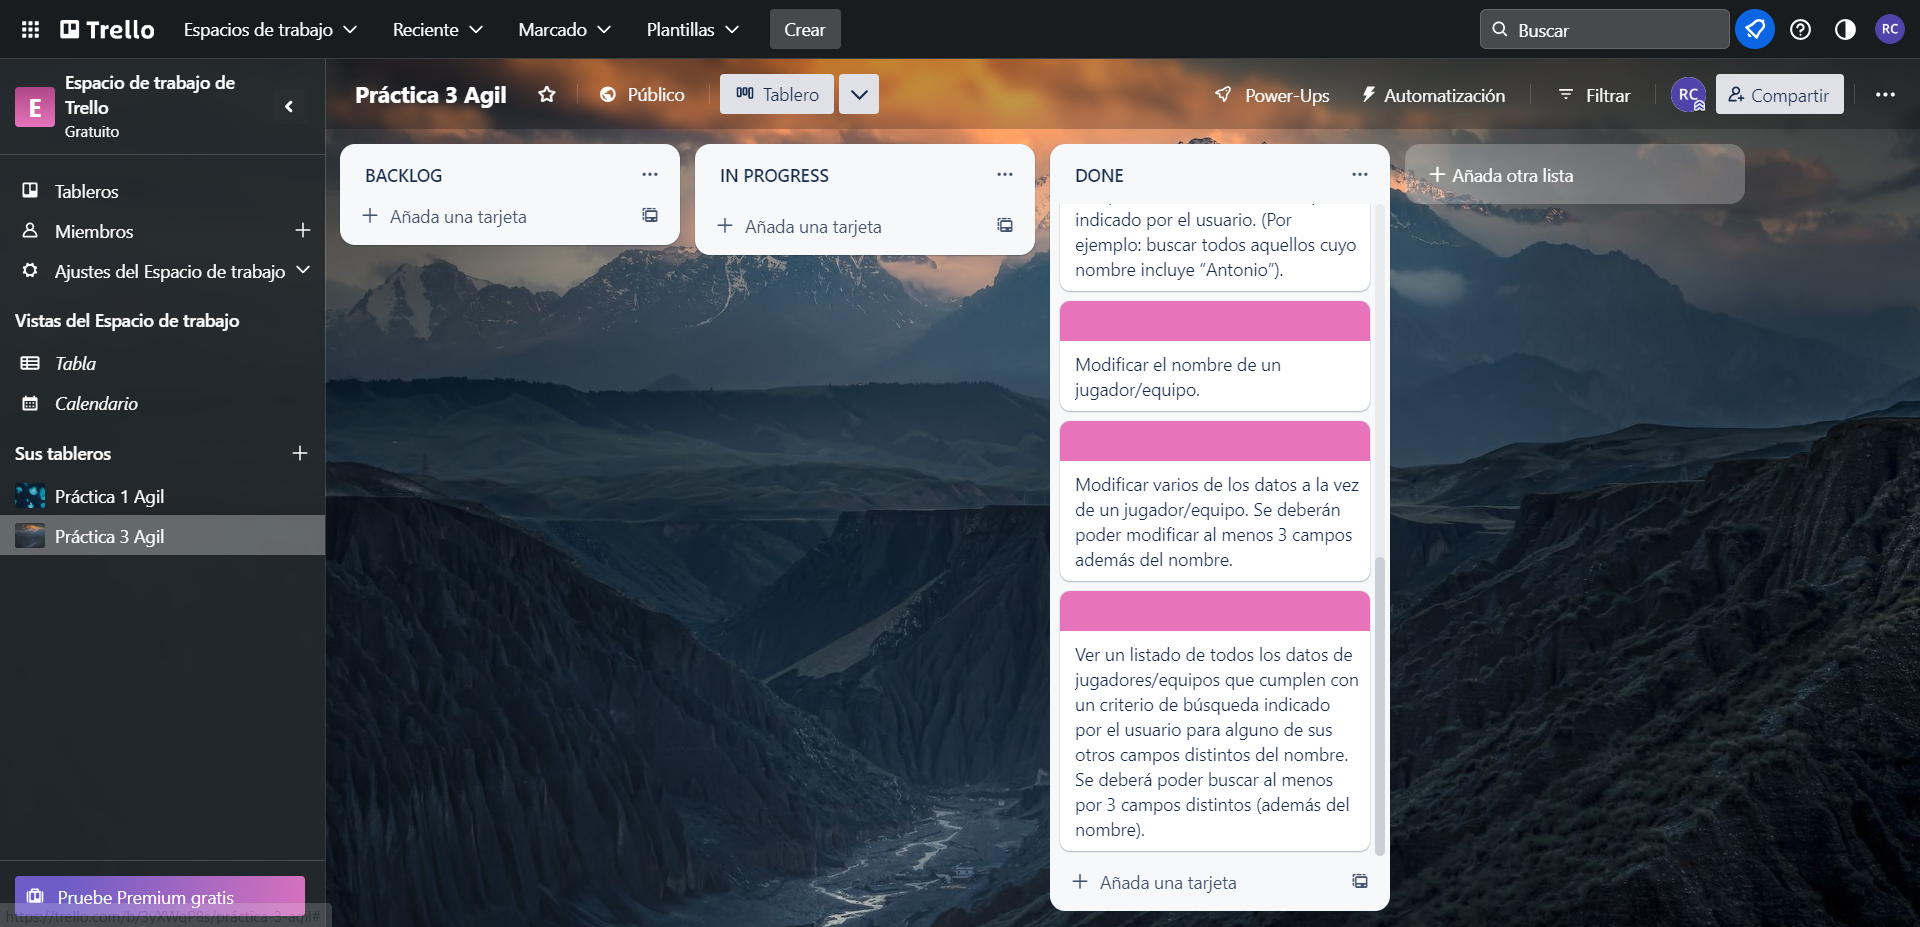 Trello
Espacios de trabajo
Reciente
Marcado
Plantillas
Crear
Buscar
RC
E
Espacio de trabajo de
Trello
Gratuito
Práctica 3 Agil
Público
Tablero
Power-Ups
Automatización
Filtrar
RC
Compartir
Tableros
Miembros
Ajustes del Espacio de trabajo
Vistas del Espacio de trabajo
Tabla
Calendario
Sus tableros
Práctica 1 Agil
Práctica 3 Agil
Pruebe Premium gratis
https://trello.com/b/3yXWqP8s/práctica-3-agil#
BACKLOG
Añada una tarjeta
IN PROGRESS
Añada una tarjeta
DONE
indicado por el usuario. (Por
ejemplo: buscar todos aquellos cuyo
nombre incluye “Antonio”).
Modificar el nombre de un
jugador/equipo.
Modificar varios de los datos a la vez
de un jugador/equipo. Se deberán
poder modificar al menos 3 campos
además del nombre.
Ver un listado de todos los datos de
jugadores/equipos que cumplen con
un criterio de búsqueda indicado
por el usuario para alguno de sus
otros campos distintos del nombre.
Se deberá poder buscar al menos
por 3 campos distintos (además del
nombre).
Añada una tarjeta
Añada otra lista